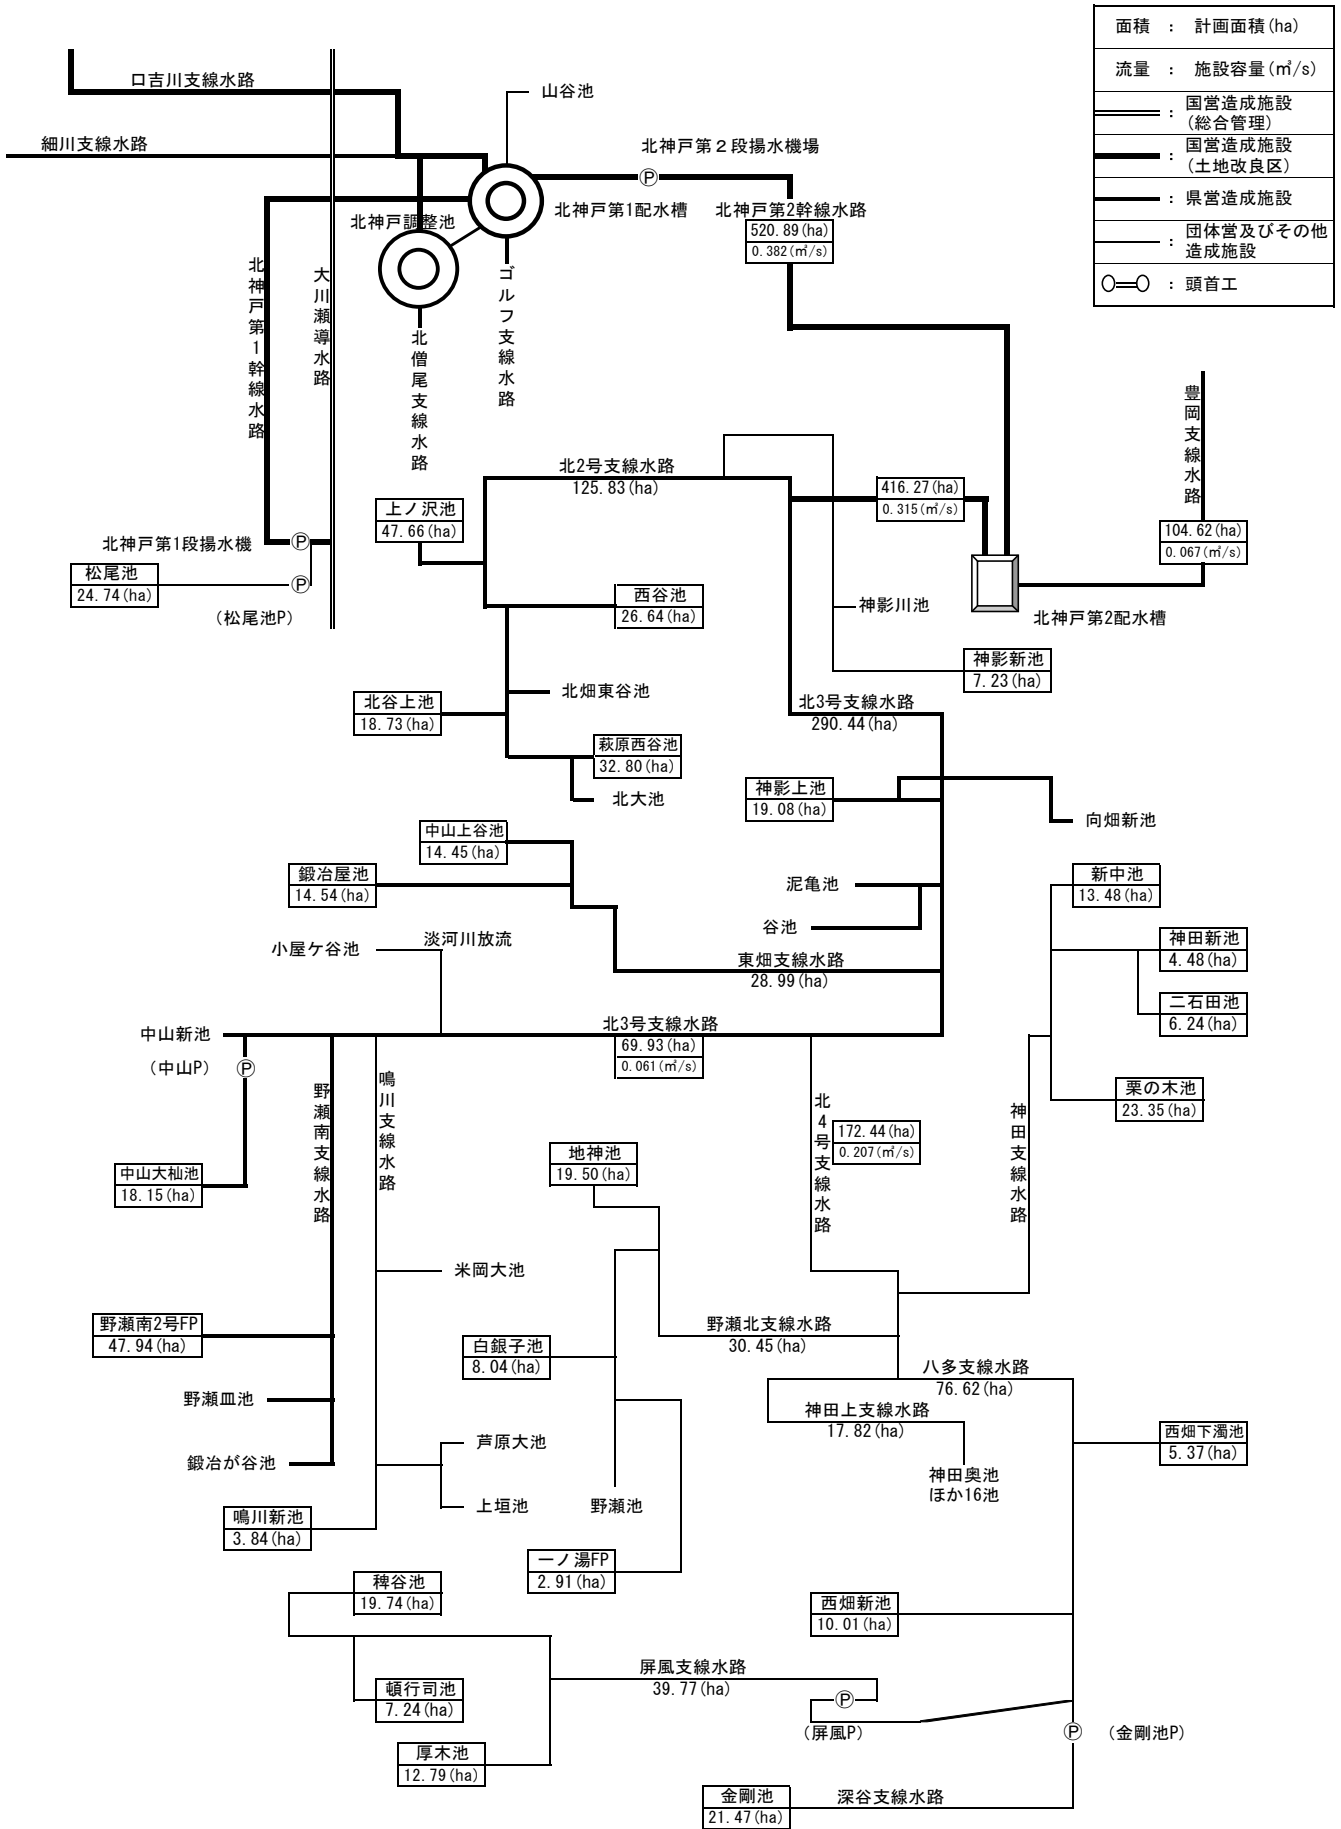 面積 ： 計画面積(ha)
流量 ： 施設容量(㎥/s)
： 国営造成施設
(総合管理)
： 国営造成施設
(土地改良区)
： 県営造成施設
： 団体営及びその他
造成施設
： 頭首工
口吉川支線水路
山谷池
細川支線水路
北神戸第２段揚水機場
Ⓟ
北神戸調整池
北神戸第1配水槽
北神戸第2幹線水路
520.89(ha)
0.382(㎥/s)
北神戸第1幹線水路
大川瀬導水路
北僧尾支線水路
ゴルフ支線水路
豊岡支線水路
北2号支線水路
125.83(ha)
416.27(ha)
0.315(㎥/s)
上ノ沢池
47.66(ha)
104.62(ha)
0.067(㎥/s)
北神戸第1段揚水機
Ⓟ
松尾池
24.74(ha)
Ⓟ
（松尾池P）
西谷池
26.64(ha)
神影川池
北神戸第2配水槽
神影新池
7.23(ha)
北畑東谷池
北谷上池
18.73(ha)
北3号支線水路
290.44(ha)
萩原西谷池
32.80(ha)
北大池
神影上池
19.08(ha)
向畑新池
中山上谷池
14.45(ha)
鍛冶屋池
14.54(ha)
泥亀池
谷池
新中池
13.48(ha)
小屋ケ谷池
淡河川放流
東畑支線水路
28.99(ha)
神田新池
4.48(ha)
二石田池
6.24(ha)
中山新池
（中山P）
Ⓟ
北3号支線水路
69.93(ha)
0.061(㎥/s)
栗の木池
23.35(ha)
野瀬南支線水路
鳴川支線水路
北4号支線水路
172.44(ha)
0.207(㎥/s)
神田支線水路
地神池
19.50(ha)
中山大杣池
18.15(ha)
米岡大池
野瀬南2号FP
47.94(ha)
白銀子池
8.04(ha)
野瀬北支線水路
30.45(ha)
八多支線水路
76.62(ha)
野瀬皿池
神田上支線水路
17.82(ha)
西畑下濁池
5.37(ha)
鍛冶が谷池
芦原大池
神田奥池
ほか16池
上垣池
野瀬池
鳴川新池
3.84(ha)
一ノ湯FP
2.91(ha)
稗谷池
19.74(ha)
西畑新池
10.01(ha)
屏風支線水路
39.77(ha)
頓行司池
7.24(ha)
Ⓟ
（屏風P）
Ⓟ
（金剛池P）
厚木池
12.79(ha)
金剛池
21.47(ha)
深谷支線水路